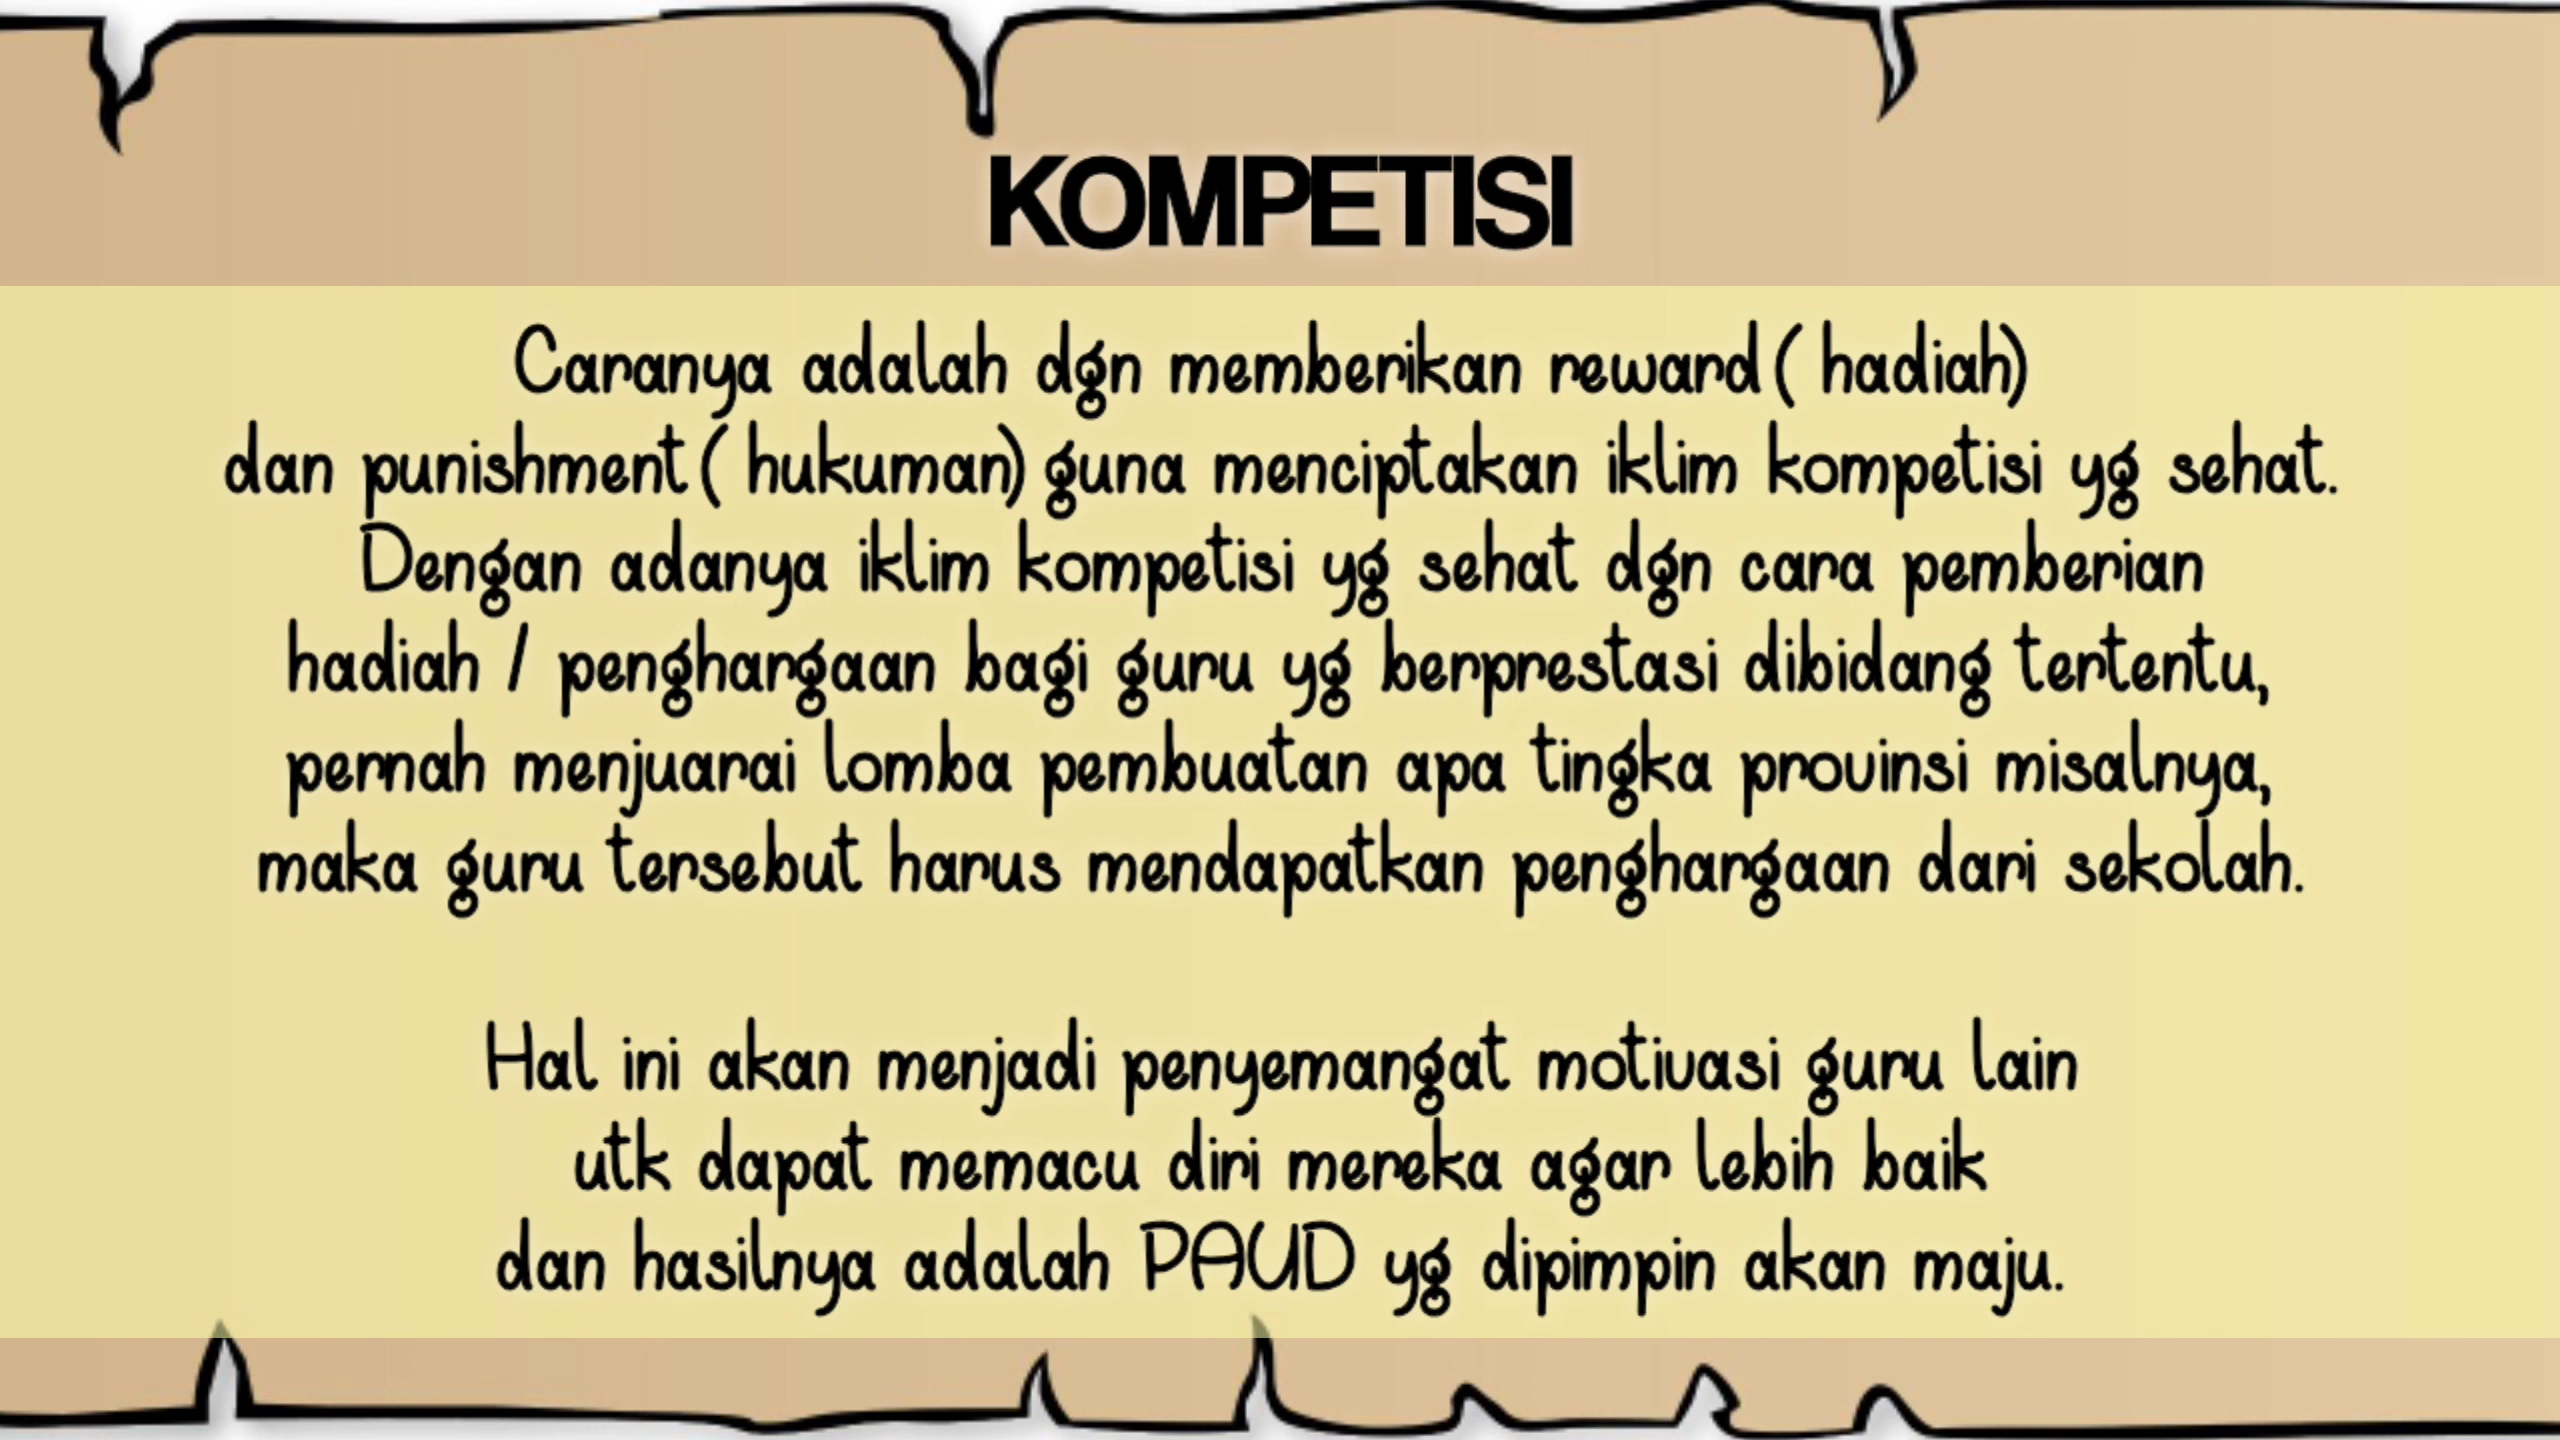 KOMPETISI
Caranya adalah dgn memberikan reward ( hadiah)
dan punishment ( hukuman) guna menciptakan iklim kompetisi yg sehat.
Dengan adanya iklim kompetisi yg sehat dgn cara pemberian
hadiah / penghargaan bagi guru yg berprestasi dibidang tertentu,
pernah menjuarai lomba pembuatan apa tingka provinsi misalnya,
maka guru tersebut harus mendapatkan penghargaan dari sekolah.
Hal ini akan menjadi penyemangat motivasi guru lain
utk dapat memacu diri mereka agar lebih baik
dan hasilnya adalah PAUD yg dipimpin akan maju.